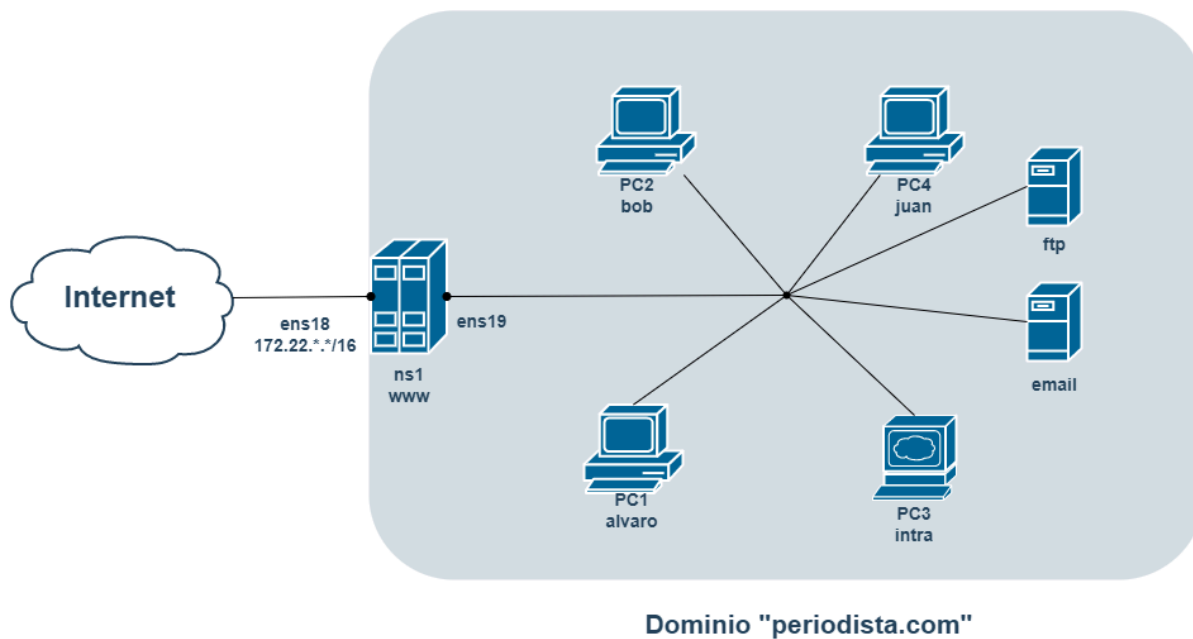 PC2
bob
PC4
juan
ftp
Internet
ens18
172.22.*.*/16
ens19
ns1
www
email
PC1
alvaro
PC3
intra
Dominio "periodista.com"